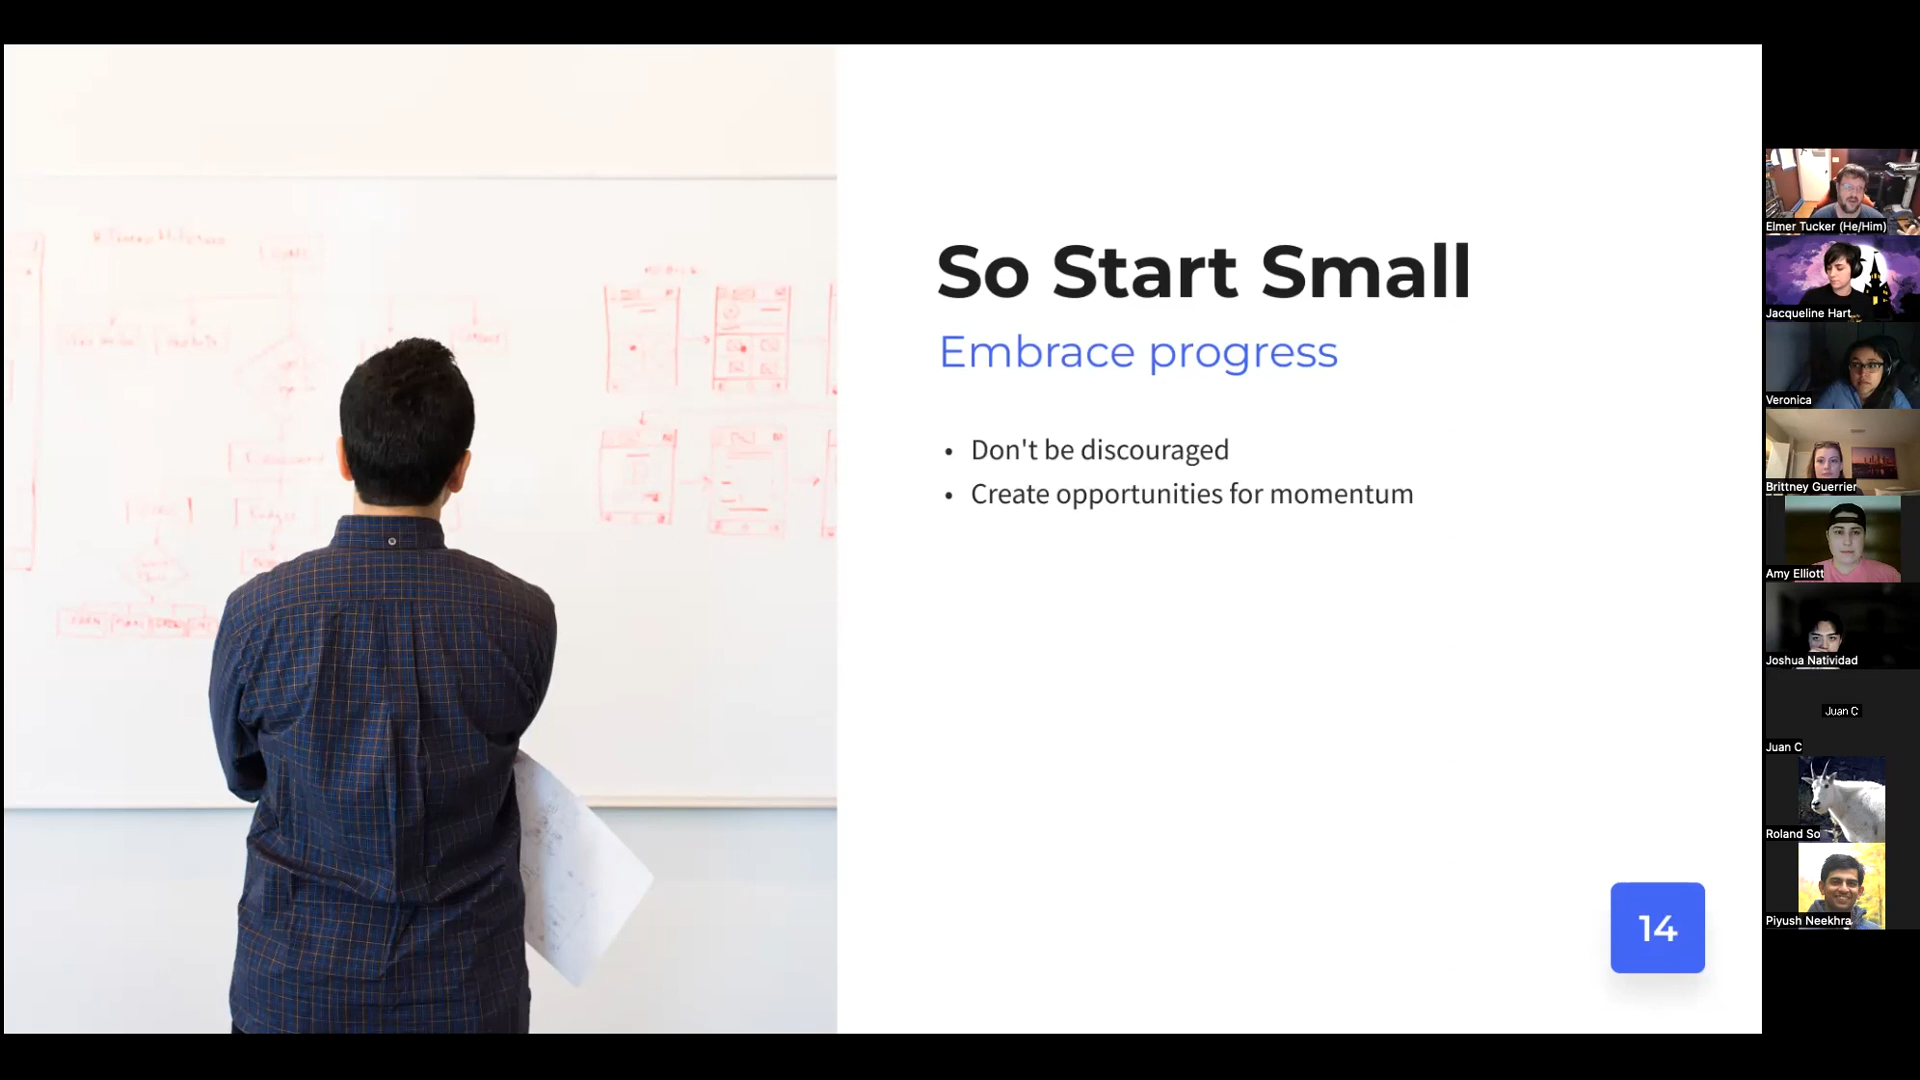 So Start Small
Embrace progress
• Don't be discouraged
• Create opportunities for momentum
14
Elmer Tucker (He/Him)
Jacqueline Hart
Veronica
Brittney Guerrier
Amy Elliott
Joshua Natividad
Juan C
Juan C
Roland So
Piyush Neekhra